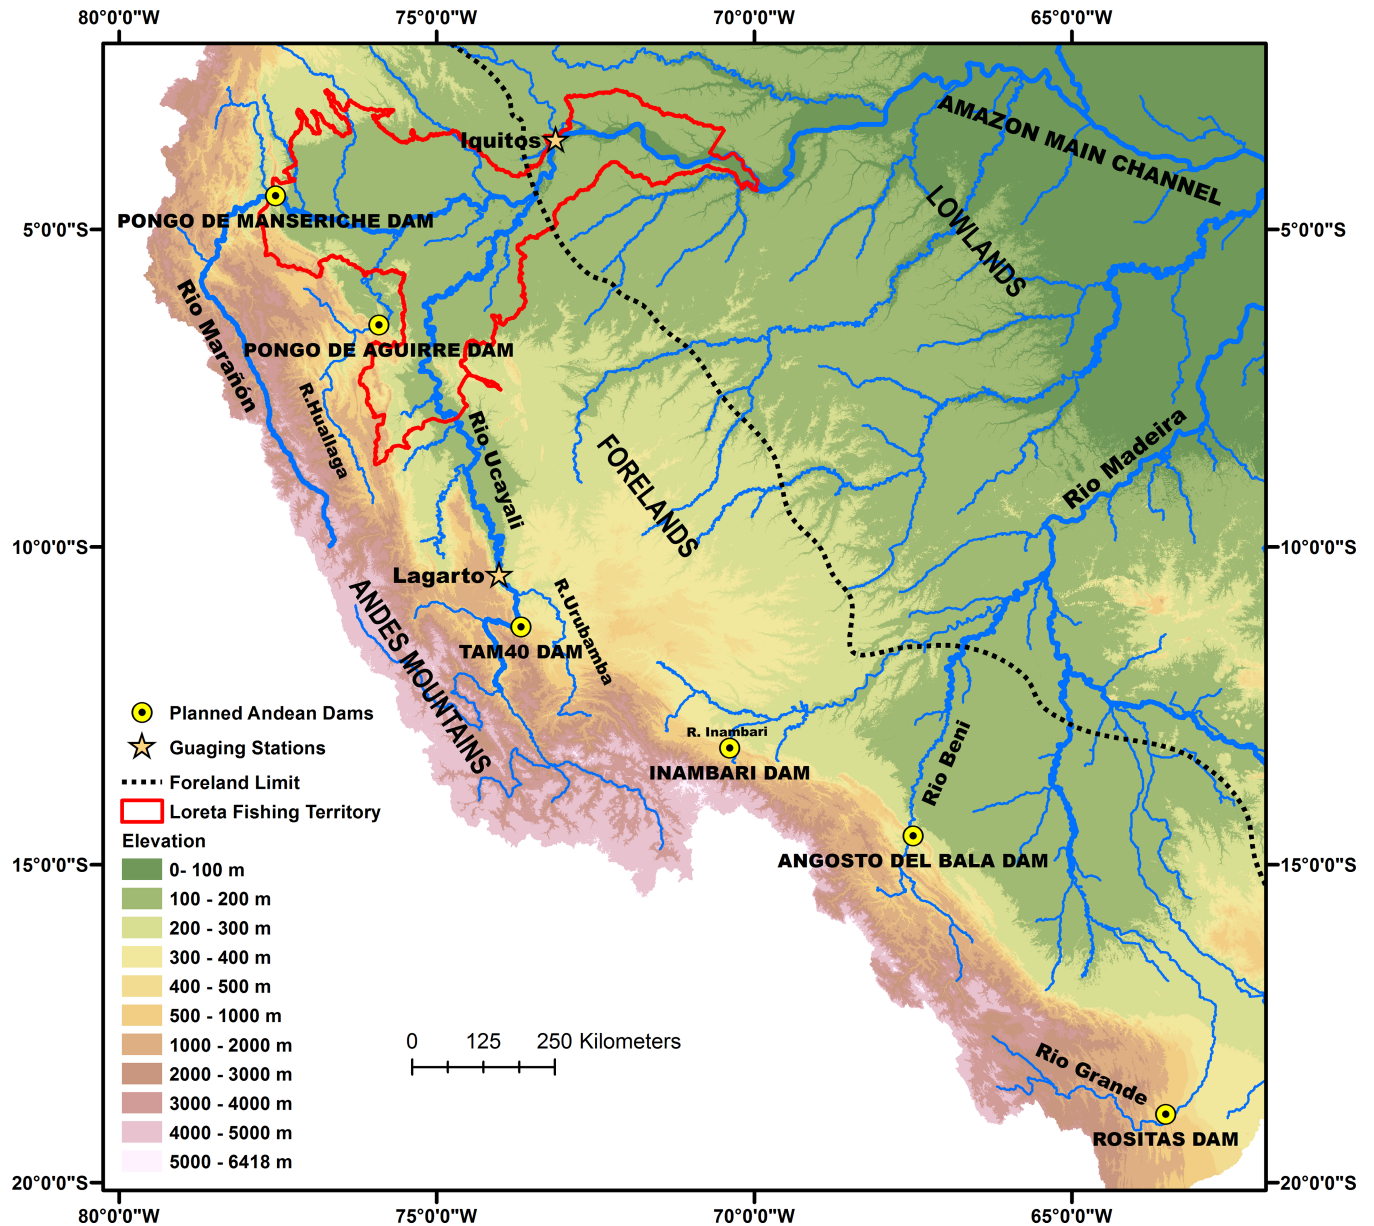 80°0'0"W
75°0'0"W
70°0'0"W
65°0'0"W
AMAZON MAIN CHANNEL
Iquitos
LOWLANDS
PONGO DE MANSERICHE DAM
5°0'0"S
5°0'0"S
Rio Marañón
PONGO DE AGUIRRE DAM
R.Huallaga
Rio Ucayali
FORELANDS
Rio Madeira
10°0'0"S
10°0'0"S
Lagarto
ANDES MOUNTAINS
R.Urubamba
TAM40 DAM
R. Inambari
INAMBARI DAM
Rio Beni
ANGOSTO DEL BALA DAM
15°0'0"S
15°0'0"S
Rio Grande
ROSITAS DAM
20°0'0"S
20°0'0"S
Planned Andean Dams
Guaging Stations
Foreland Limit
Loreta Fishing Territory
Elevation
0- 100 m
100 - 200 m
200 - 300 m
300 - 400 m
400 - 500 m
500 - 1000 m
1000 - 2000 m
2000 - 3000 m
3000 - 4000 m
4000 - 5000 m
5000 - 6418 m
0 125 250 Kilometers
80°0'0"W
75°0'0"W
70°0'0"W
65°0'0"W